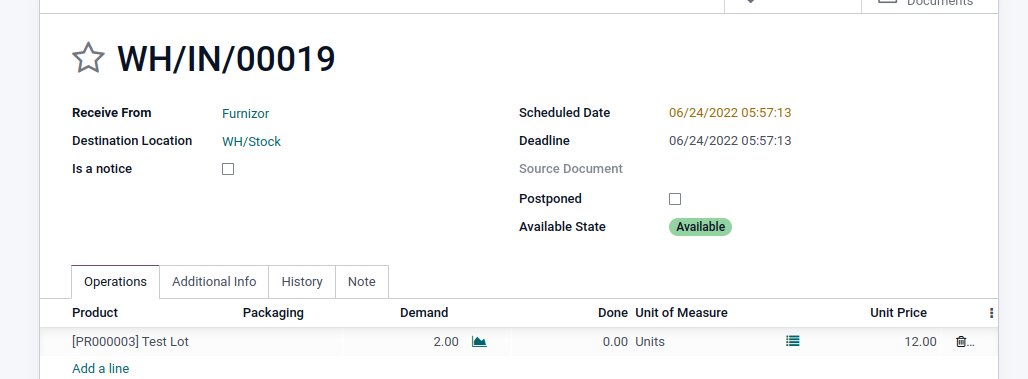 Documents
WH/IN/00019
Receive From Furnizor
Destination Location WH/Stock
Is a notice
Scheduled Date 06/24/2022 05:57:13
Deadline 06/24/2022 05:57:13
Source Document
Postponed
Available State Available
Operations Additional Info History Note
Product Packaging Demand Done Unit of Measure Unit Price
[PR000003] Test Lot 2.00 0.00 Units 12.00 ...
Add a line